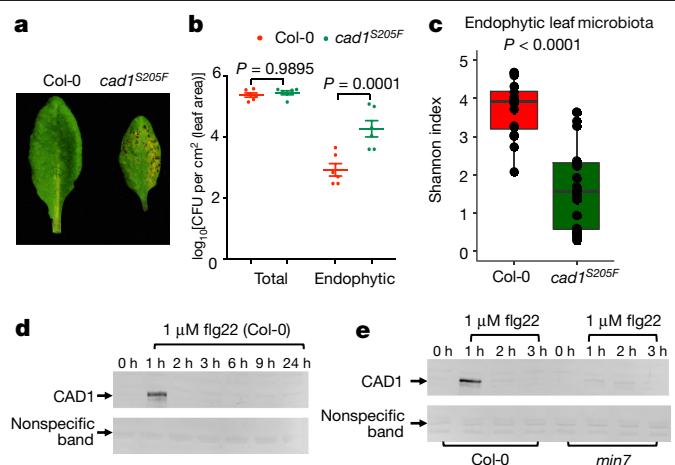 a
Col-0 cad1S205F
b
Col-0 cad1S205F
log10[CFU per cm2 (leaf area)]
6
4
2
0
P = 0.9895
P = 0.0001
Total Endophytic
c
Endophytic leaf microbiota
P < 0.0001
Shannon index
5
4
3
2
1
0
Col-0 cad1S205F
d
1 μM flg22 (Col-0)
0 h 1 h 2 h 3 h 6 h 9 h 24 h
CAD1
Nonspecific
band
e
1 μM flg22 1 μM flg22
0 h 1 h 2 h 3 h 0 h 1 h 2 h 3 h
CAD1
Nonspecific
band
Col-0 min7